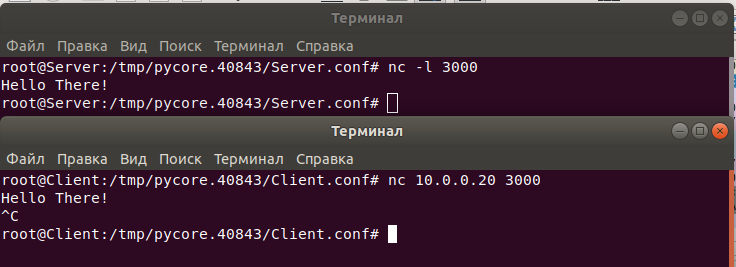 Терминал
Файл Правка Вид Поиск Терминал Справка
root@Server:/tmp/pycore.40843/Server.conf# nc -l 3000
Hello There!
root@Server:/tmp/pycore.40843/Server.conf#
Терминал
Файл Правка Вид Поиск Терминал Справка
root@Client:/tmp/pycore.40843/Client.conf# nc 10.0.0.20 3000
Hello There!
^C
root@Client:/tmp/pycore.40843/Client.conf#